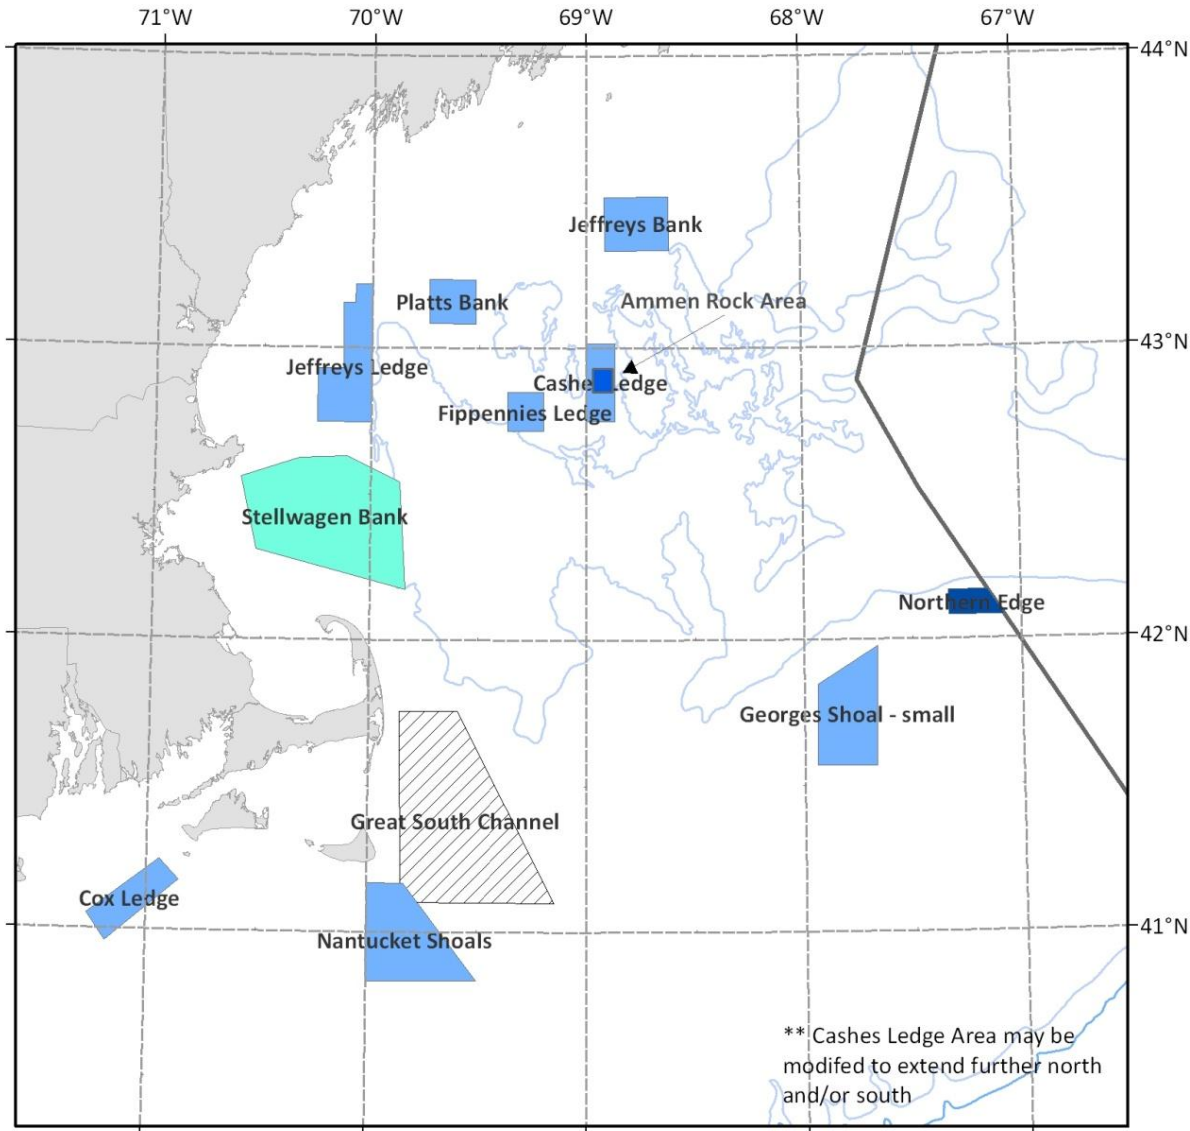 71°W 70°W 69°W 68°W 67°W
44°N
Jeffreys Bank
Platts Bank
Ammen Rock Area
43°N
Jeffreys Ledge
Cashes Ledge
Fippennies Ledge
Stellwagen Bank
Northern Edge
42°N
Georges Shoal - small
Great South Channel
Cox Ledge
41°N
Nantucket Shoals
** Cashes Ledge Area may be
modifed to extend further north
and/or south